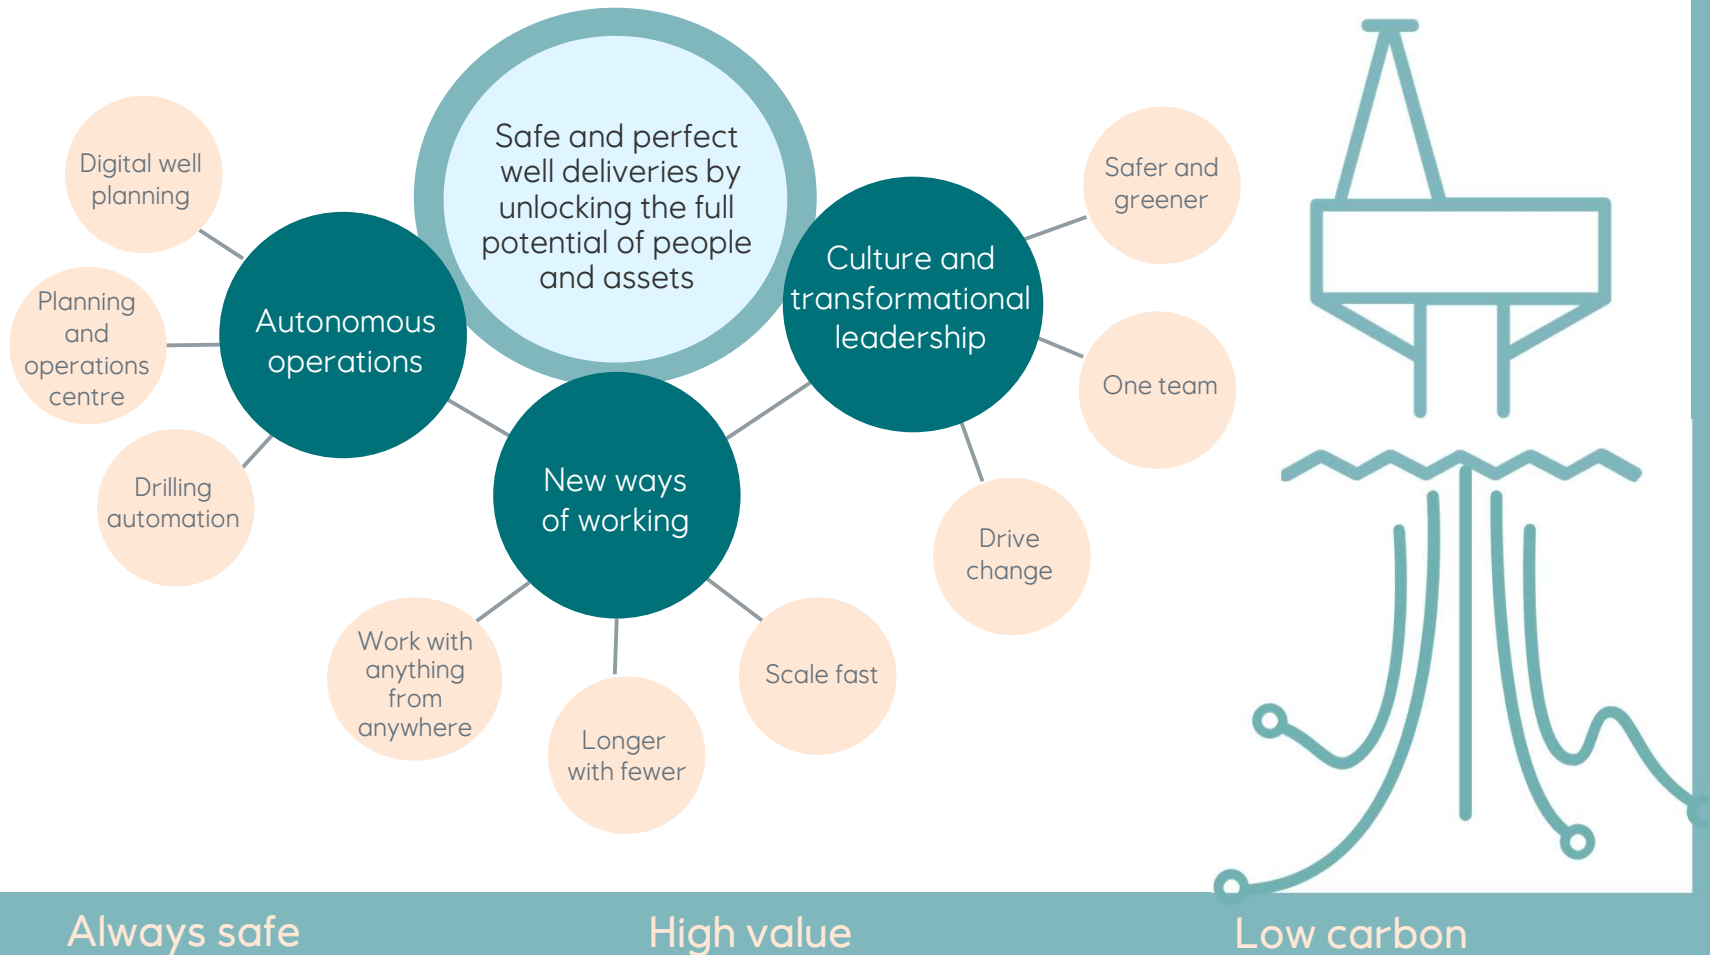 Safe and perfect
well deliveries by
unlocking the full
potential of people
and assets
Digital well
planning
Planning
and
operations
centre
Drilling
automation
Autonomous
operations
New ways
of working
Work with
anything
from
anywhere
Longer
with fewer
Scale fast
Culture and
transformational
leadership
Safer and
greener
One team
Drive
change
Always safe
High value
Low carbon